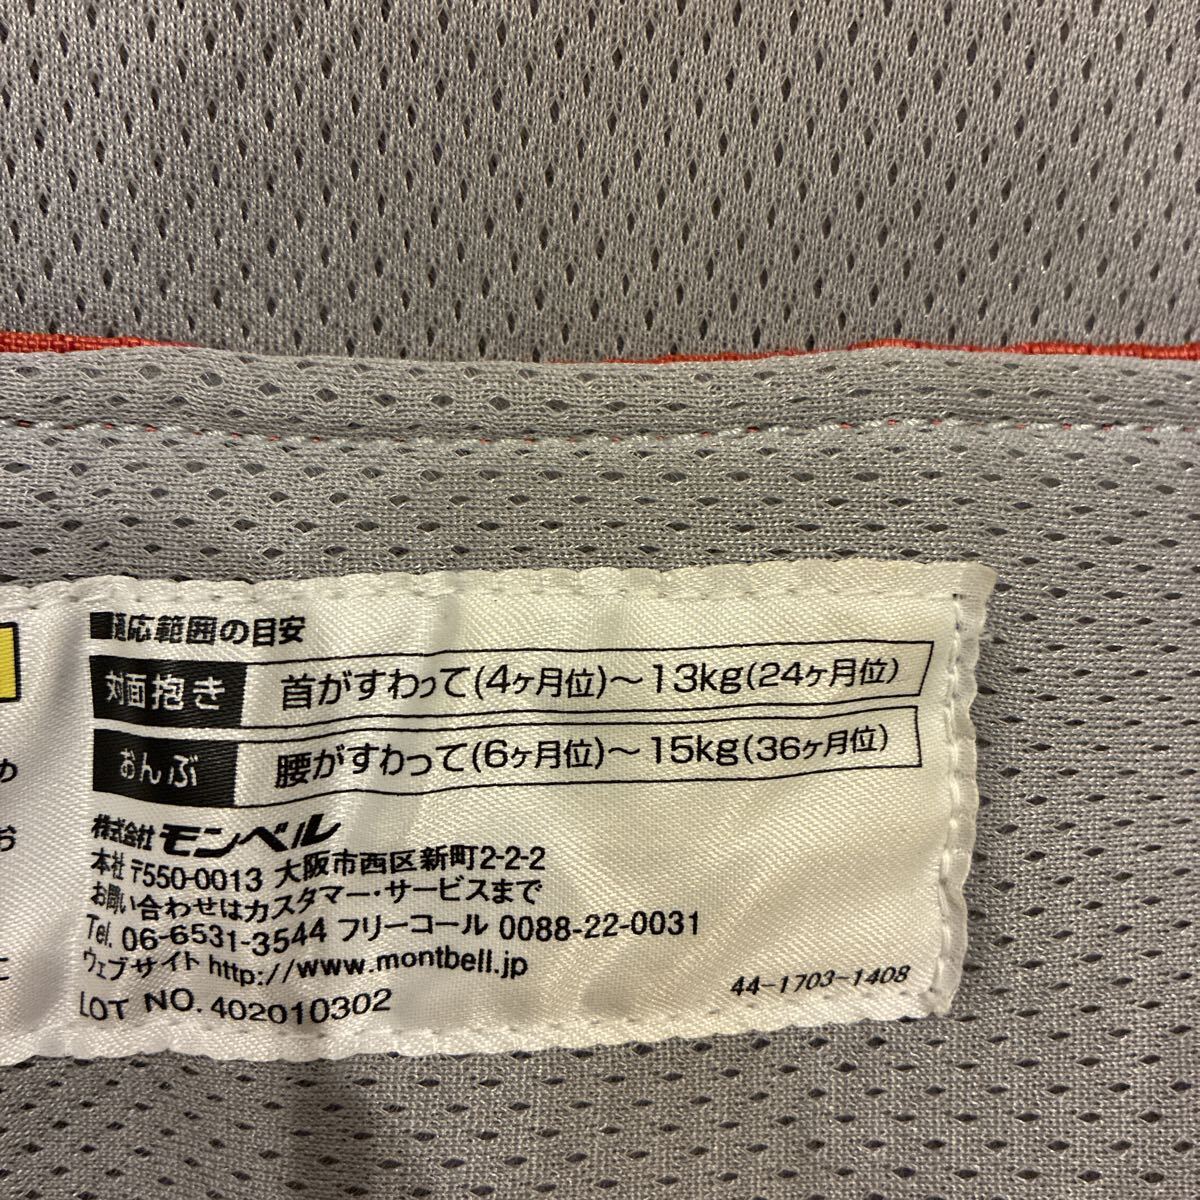 ■適応範囲の目安
対面抱き 首がすわって(4ヶ月位)〜13kg(24ヶ月位)
おんぶ 腰がすわって(6ヶ月位)〜15kg(36ヶ月位)
株式会社 モンベル
本社 〒550-0013 大阪市西区新町2-2-2
お問い合わせはカスタマー・サービスまで
Tel. 06-6531-3544 フリーコール 0088-22-0031
ウェブサイト http://www.montbell.jp
LOT NO. 402010302
44-1703-1408